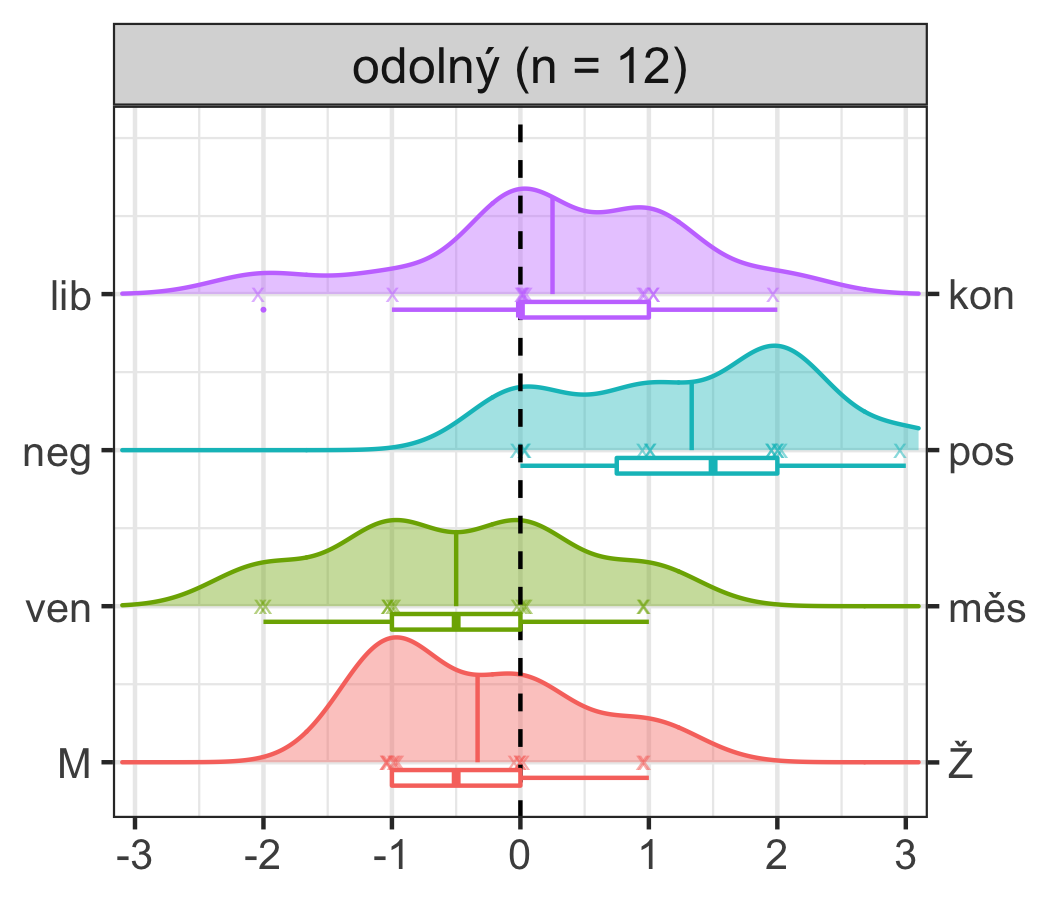 odolný (n = 12)
lib kon
neg pos
ven měs
M Ž
-3 -2 -1 0 1 2 3